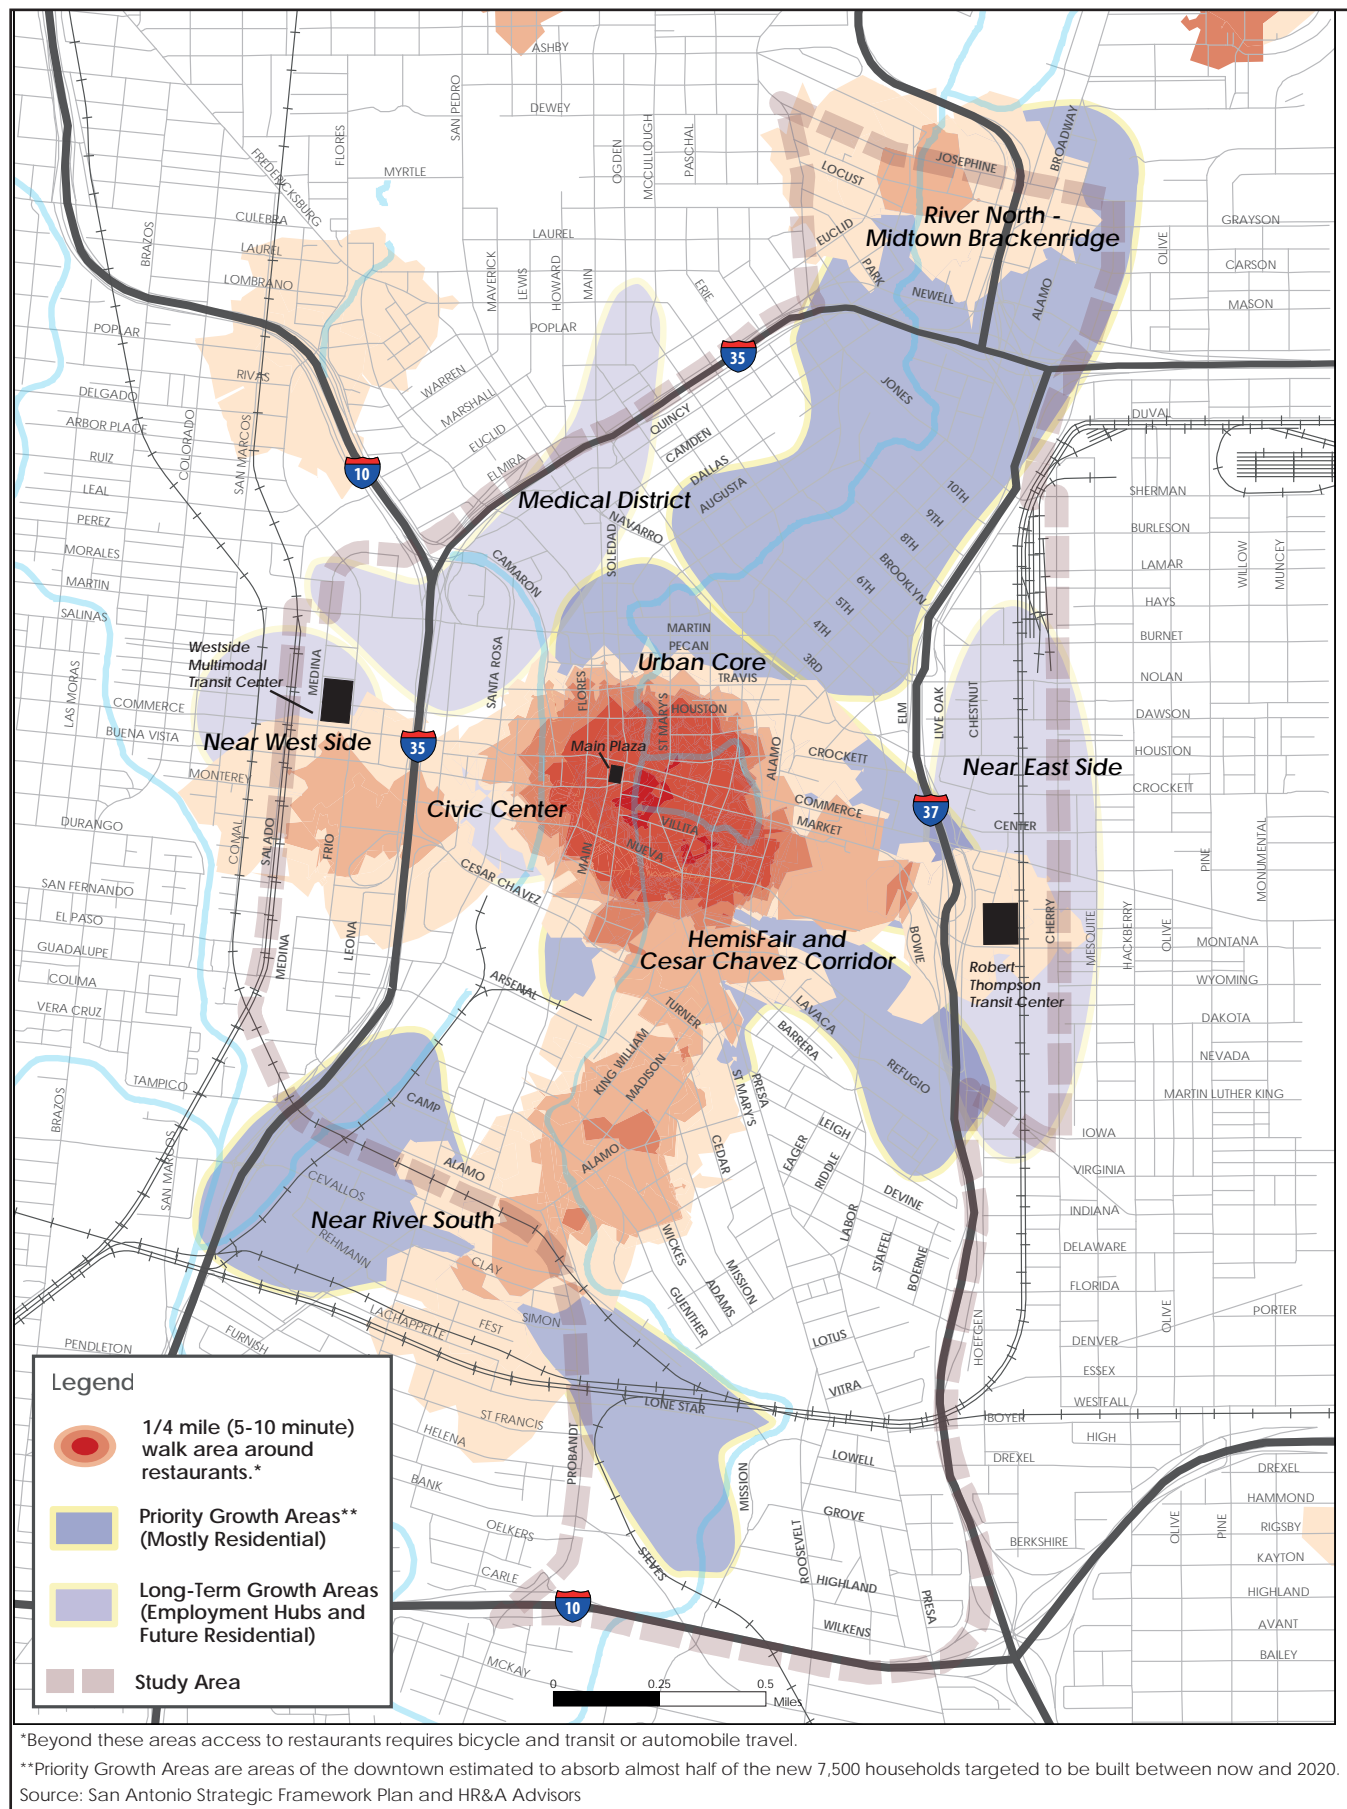 ASHBY
DEWEY
SAN PEDRO
FLORES
FREDERICKSBURG
MYRTLE
OGDEN
MCCULLOUGH
PASCHAL
BROADWAY
JOSEPHINE
LOCUST
River North -
Midtown Brackenridge
EUCLID
PARK
NEWELL
ALAMO
OLIVE
GRAYSON
CARSON
MASON
CULEBRA
LAUREL
LOMBRANO
BRAZOS
LAUREL
MAVERICK
LEWIS
HOWARD
MAIN
ERIE
POPLAR
POPLAR
RIVAS
DELGADO
ARBOR PLACE
RUIZ
LEAL
PEREZ
MORALES
MARTIN
SALINAS
COLORADO
SAN MARCOS
WARREN
MARSHALL
EUCLID
ELMIRA
10
35
QUINCY
CAMDEN
DALLAS
AUGUSTA
JONES
Medical District
NAVARRO
SOLEDAD
CAMARON
10TH
9TH
8TH
BROOKLYN
6TH
5TH
4TH
3RD
DUVAL
SHERMAN
BURLESON
LAMAR
HAYS
BURNET
NOLAN
DAWSON
HOUSTON
CROCKETT
WILLOW
MUNCEY
MARTIN
PECAN
Urban Core
TRAVIS
HOUSTON
ST MARY'S
FLORES
SANTA ROSA
Westside
Multimodal
Transit Center
MEDINA
LAS MORAS
COMMERCE
BUENA VISTA
Near West Side
MONTEREY
35
Main Plaza
ALAMO
CROCKETT
COMMERCE
MARKET
ELM
LIVE OAK
CHESTNUT
Near East Side
37
CENTER
Civic Center
VILLITA
NUEVA
MAIN
CESAR CHAVEZ
DURANGO
COMAL
SALADO
FRIO
SAN FERNANDO
EL PASO
GUADALUPE
COLIMA
VERA CRUZ
MEDINA
LEONA
ARSENAL
HemisFair and
Cesar Chavez Corridor
BOWIE
Robert
Thompson
Transit Center
CHERRY
MESQUITE
HACKBERRY
OLIVE
PINE
MONUMENTAL
MONTANA
WYOMING
DAKOTA
NEVADA
MARTIN LUTHER KING
IOWA
VIRGINIA
INDIANA
DELAWARE
FLORIDA
PORTER
DENVER
ESSEX
WESTFALL
TURNER
LAVACA
BARRERA
REFUGIO
KING WILLIAM
MADISON
ST MARY'S
PRESA
TAMPICO
BRAZOS
SAN MARCOS
CAMP
ALAMO
CEVALLOS
Near River South
REHMANN
CLAY
ALAMO
CEDAR
EAGER
LEIGH
RIDDLE
DEVINE
LABOR
STAFFEL
BOERNE
WICKES
MISSION
ADAMS
GUENTHER
SIMON
FEST
LACHAPPELLE
FURNISH
PENDLETON
LOTUS
VITRA
HOEFGEN
OLIVE
LONE STAR
ST FRANCIS
HELENA
BANK
OELKERS
CARLE
MCKAY
PROBANDT
STEVES
MISSION
BOYER
HIGH
DREXEL
LOWELL
GROVE
ROOSEVELT
HIGHLAND
WILKENS
PRESA
BERKSHIRE
OLIVE
PINE
DREXEL
HAMMOND
RIGSBY
KAYTON
HIGHLAND
AVANT
BAILEY
10
0 0.25 0.5
Miles
Legend
1/4 mile (5-10 minute)
walk area around
restaurants.*
Priority Growth Areas**
(Mostly Residential)
Long-Term Growth Areas
(Employment Hubs and
Future Residential)
Study Area
*Beyond these areas access to restaurants requires bicycle and transit or automobile travel.
**Priority Growth Areas are areas of the downtown estimated to absorb almost half of the new 7,500 households targeted to be built between now and 2020.
Source: San Antonio Strategic Framework Plan and HR&A Advisors